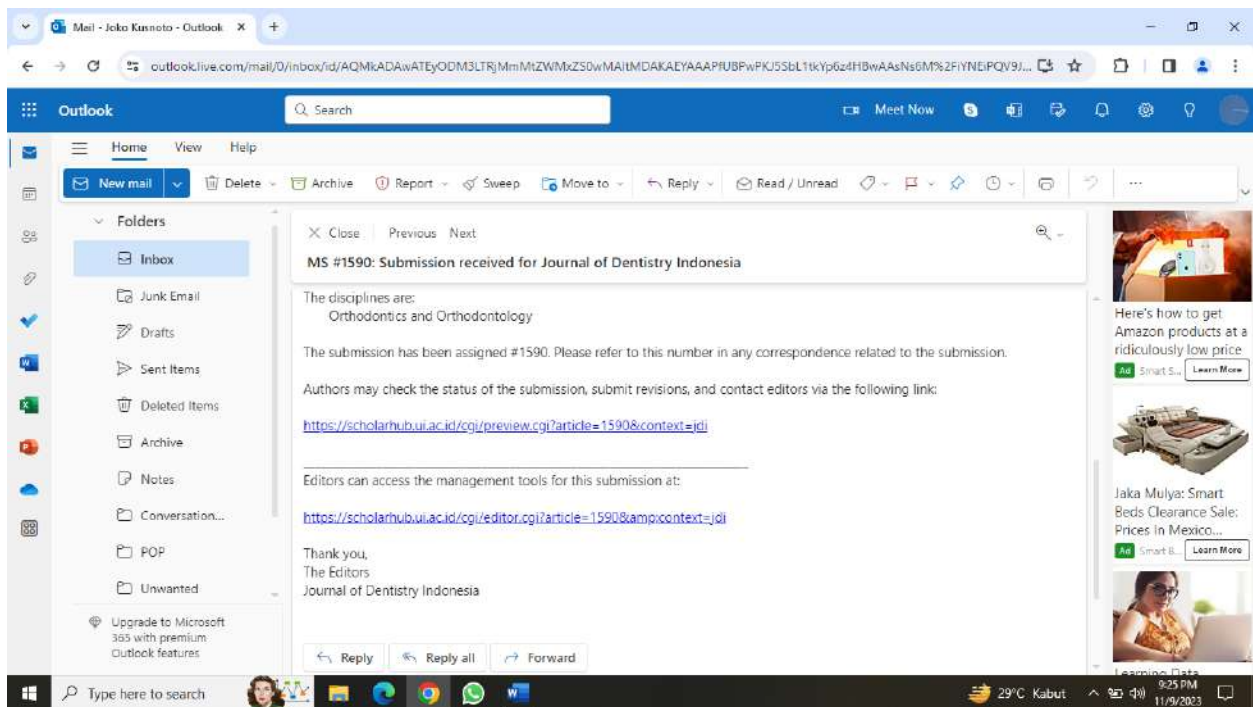 Mail - Joko Kusnoto - Outlook
Outlook
Search
Meet Now
Home View Help
New mail Delete Archive Report Sweep Move to Reply Read / Unread
Folders
Inbox
Junk Email
Drafts
Sent Items
Deleted Items
Archive
Notes
Conversation...
POP
Unwanted
Upgrade to Microsoft
365 with premium
Outlook features
Close Previous Next
MS #1590: Submission received for Journal of Dentistry Indonesia
The disciplines are:
Orthodontics and Orthodontology
The submission has been assigned #1590. Please refer to this number in any correspondence related to the submission.
Authors may check the status of the submission, submit revisions, and contact editors via the following link:
https://scholarhub.ui.ac.id/cgi/preview.cgi?article=1590&context=jdi
Editors can access the management tools for this submission at:
https://scholarhub.ui.ac.id/cgi/editor.cgi?article=1590&amp;context=jdi
Thank you,
The Editors
Journal of Dentistry Indonesia
Reply Reply all Forward
Here's how to get
Amazon products at a
ridiculously low price
Ad Smart S... Learn More
Jaka Mulya: Smart
Beds Clearance Sale:
Prices In Mexico...
Ad Smart B... Learn More
Learning Data
Type here to search
29°C Kabut
9:25 PM
11/9/2023